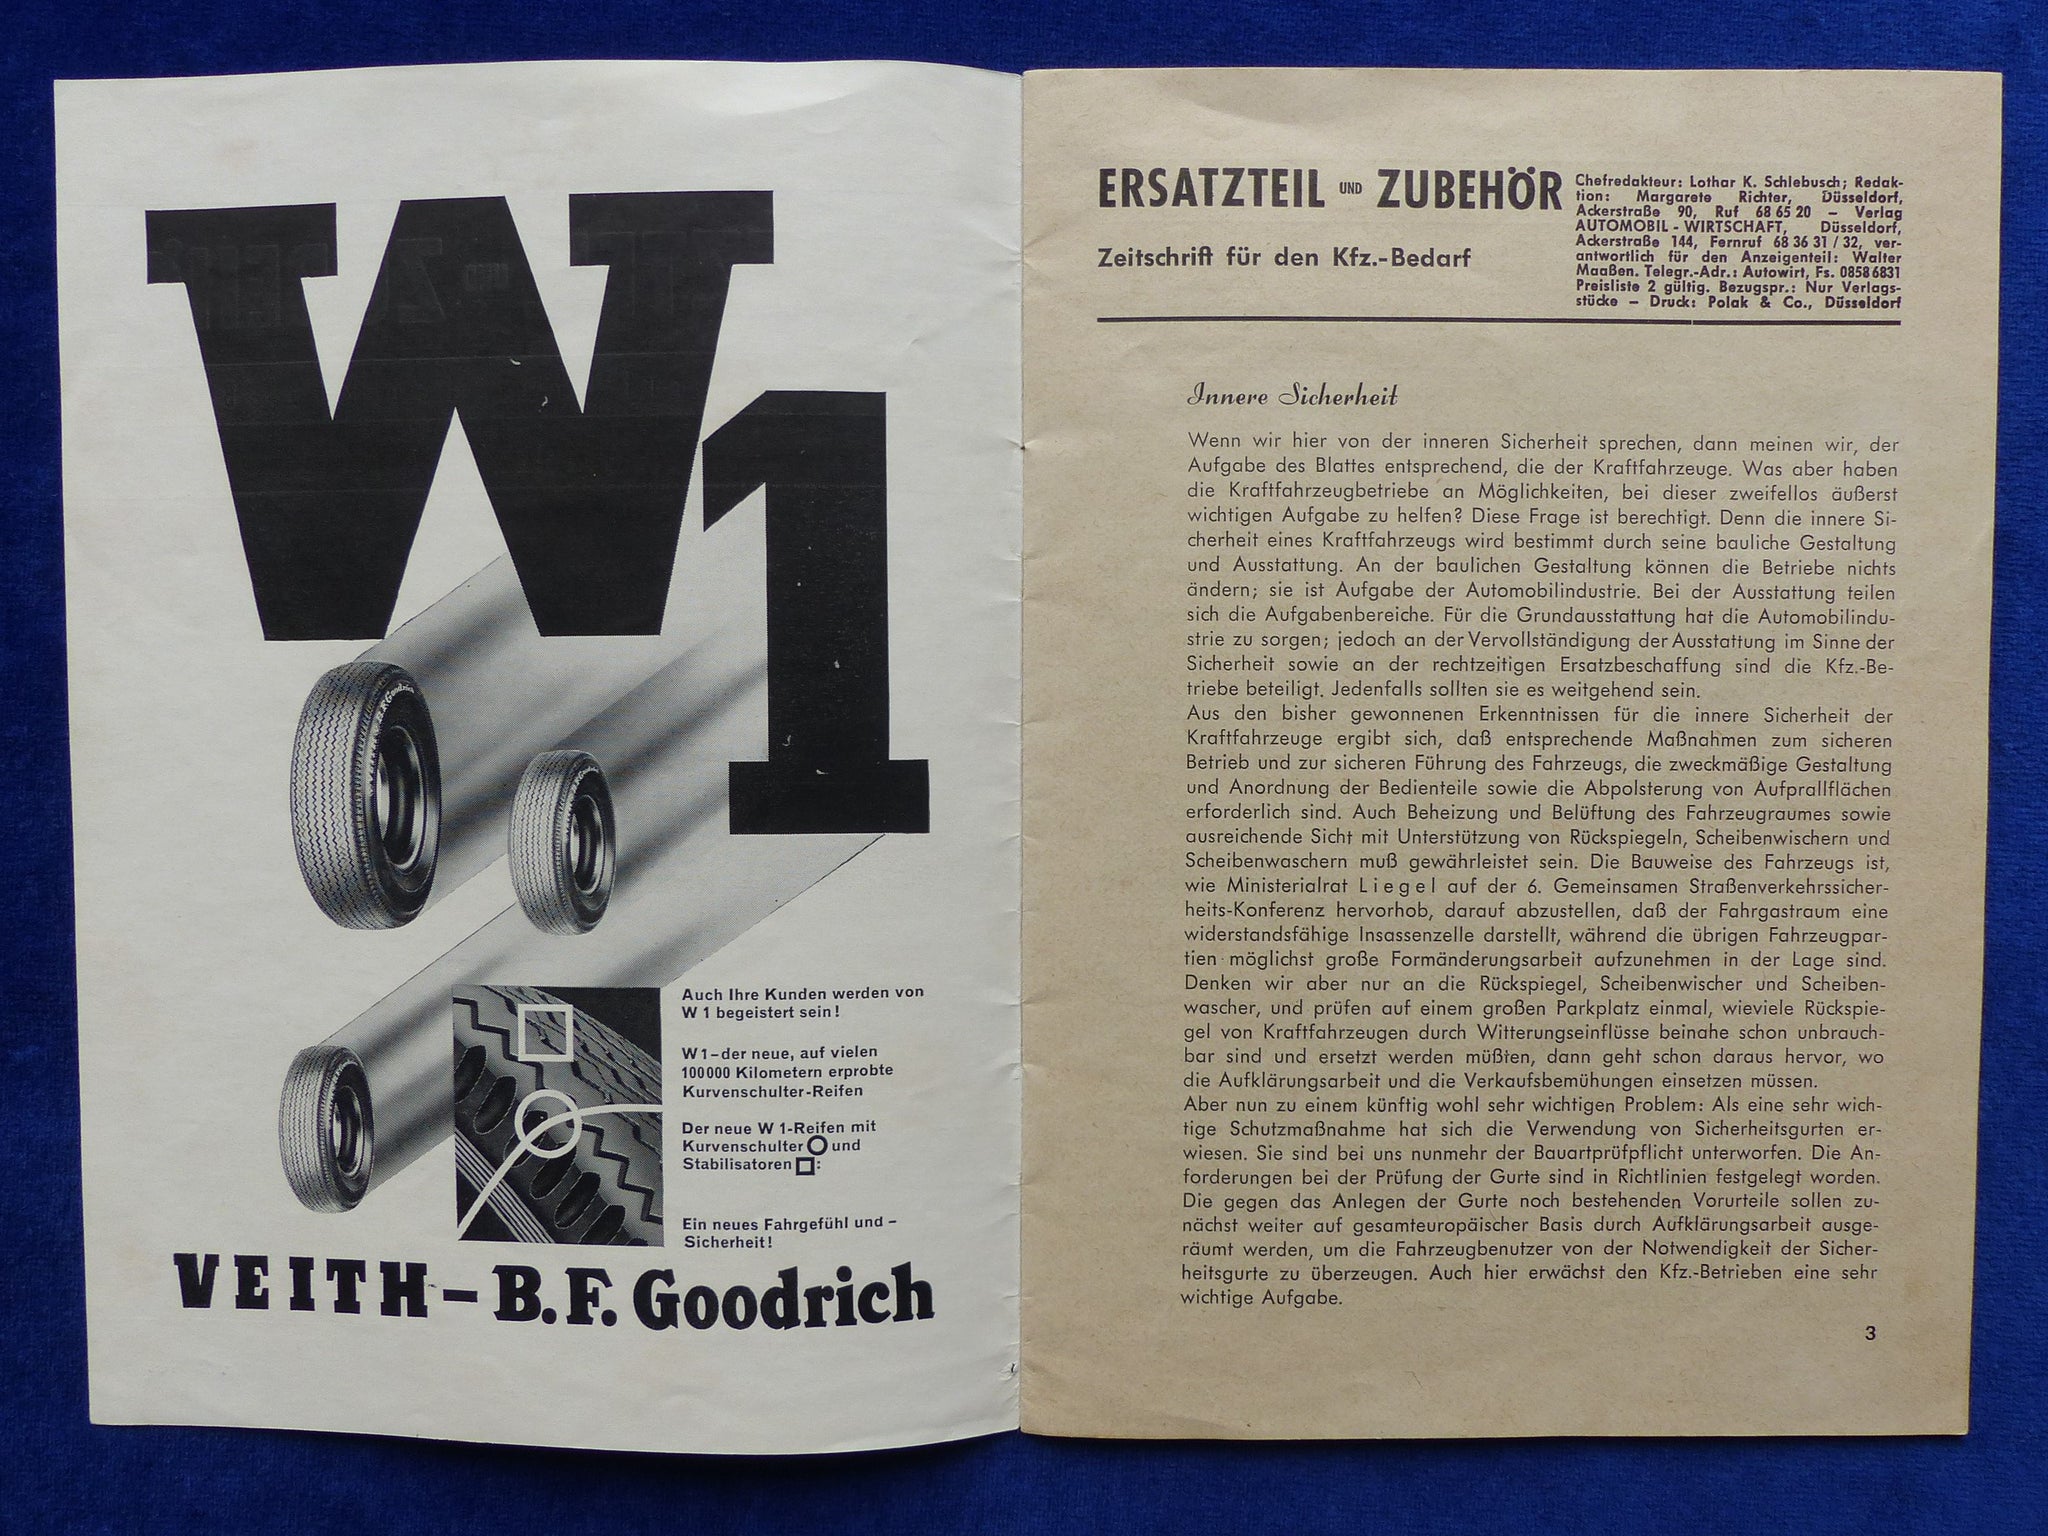 W1
B.F.Goodrich
B.F.Goodrich
Auch Ihre Kunden werden von
W 1 begeistert sein!
W1–der neue, auf vielen
100000 Kilometern erprobte
Kurvenschulter-Reifen
Der neue W 1-Reifen mit
Kurvenschulter und
Stabilisatoren :
Ein neues Fahrgefühl und –
Sicherheit!
VEITH – B.F. Goodrich
ERSATZTEIL UND ZUBEHÖR
Zeitschrift für den Kfz.-Bedarf
Chefredakteur: Lothar K. Schlebusch; Redak-
tion: Margarete Richter, Düsseldorf,
Ackerstraße 90, Ruf 68 65 20 – Verlag
AUTOMOBIL - WIRTSCHAFT, Düsseldorf,
Ackerstraße 144, Fernruf 68 36 31 / 32, ver-
antwortlich für den Anzeigenteil: Walter
Maaßen. Telegr.-Adr.: Autowirt, Fs. 0858 6831
Preisliste 2 gültig. Bezugspr.: Nur Verlags-
stücke – Druck: Polak & Co., Düsseldorf
Innere Sicherheit
Wenn wir hier von der inneren Sicherheit sprechen, dann meinen wir, der
Aufgabe des Blattes entsprechend, die der Kraftfahrzeuge. Was aber haben
die Kraftfahrzeugbetriebe an Möglichkeiten, bei dieser zweifellos äußerst
wichtigen Aufgabe zu helfen? Diese Frage ist berechtigt. Denn die innere Si-
cherheit eines Kraftfahrzeugs wird bestimmt durch seine bauliche Gestaltung
und Ausstattung. An der baulichen Gestaltung können die Betriebe nichts
ändern; sie ist Aufgabe der Automobilindustrie. Bei der Ausstattung teilen
sich die Aufgabenbereiche. Für die Grundausstattung hat die Automobilindu-
strie zu sorgen; jedoch an der Vervollständigung der Ausstattung im Sinne der
Sicherheit sowie an der rechtzeitigen Ersatzbeschaffung sind die Kfz.-Be-
triebe beteiligt. Jedenfalls sollten sie es weitgehend sein.
Aus den bisher gewonnenen Erkenntnissen für die innere Sicherheit der
Kraftfahrzeuge ergibt sich, daß entsprechende Maßnahmen zum sicheren
Betrieb und zur sicheren Führung des Fahrzeugs, die zweckmäßige Gestaltung
und Anordnung der Bedienteile sowie die Abpolsterung von Aufprallflächen
erforderlich sind. Auch Beheizung und Belüftung des Fahrzeugraumes sowie
ausreichende Sicht mit Unterstützung von Rückspiegeln, Scheibenwischern und
Scheibenwaschern muß gewährleistet sein. Die Bauweise des Fahrzeugs ist,
wie Ministerialrat Liegel auf der 6. Gemeinsamen Straßenverkehrssicher-
heits-Konferenz hervorhob, darauf abzustellen, daß der Fahrgastraum eine
widerstandsfähige Insassenzelle darstellt, während die übrigen Fahrzeugpar-
tien möglichst große Formänderungsarbeit aufzunehmen in der Lage sind.
Denken wir aber nur an die Rückspiegel, Scheibenwischer und Scheiben-
wascher, und prüfen auf einem großen Parkplatz einmal, wieviele Rückspie-
gel von Kraftfahrzeugen durch Witterungseinflüsse beinahe schon unbrauch-
bar sind und ersetzt werden müßten, dann geht schon daraus hervor, wo
die Aufklärungsarbeit und die Verkaufsbemühungen einsetzen müssen.
Aber nun zu einem künftig wohl sehr wichtigen Problem: Als eine sehr wich-
tige Schutzmaßnahme hat sich die Verwendung von Sicherheitsgurten er-
wiesen. Sie sind bei uns nunmehr der Bauartprüfpflicht unterworfen. Die An-
forderungen bei der Prüfung der Gurte sind in Richtlinien festgelegt worden.
Die gegen das Anlegen der Gurte noch bestehenden Vorurteile sollen zu-
nächst weiter auf gesamteuropäischer Basis durch Aufklärungsarbeit ausge-
räumt werden, um die Fahrzeugbenutzer von der Notwendigkeit der Sicher-
heitsgurte zu überzeugen. Auch hier erwächst den Kfz.-Betrieben eine sehr
wichtige Aufgabe.
3